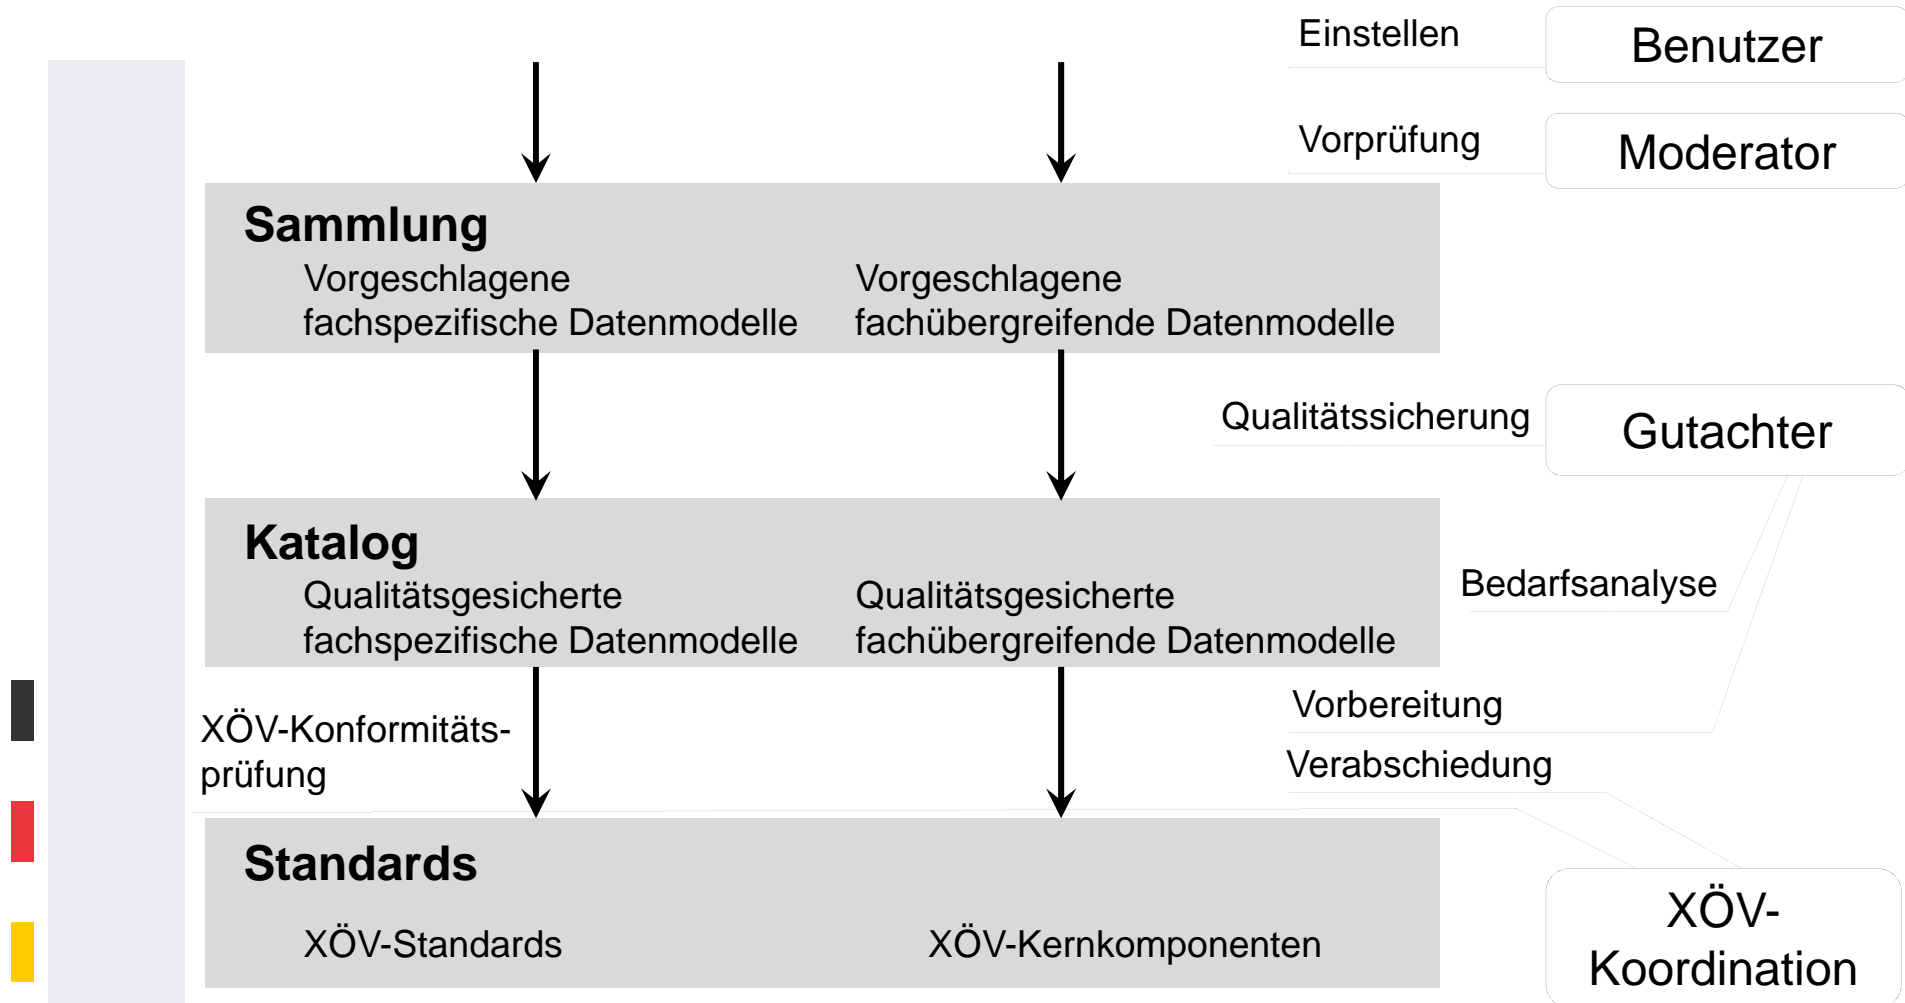 Einstellen
Benutzer
Vorprüfung
Moderator
Sammlung
Vorgeschlagene
fachspezifische Datenmodelle
Vorgeschlagene
fachübergreifende Datenmodelle
Qualitätssicherung
Gutachter
Katalog
Qualitätsgesicherte
fachspezifische Datenmodelle
Qualitätsgesicherte
fachübergreifende Datenmodelle
Bedarfsanalyse
XÖV-Konformitäts-
prüfung
Vorbereitung
Verabschiedung
Standards
XÖV-Standards
XÖV-Kernkomponenten
XÖV-
Koordination